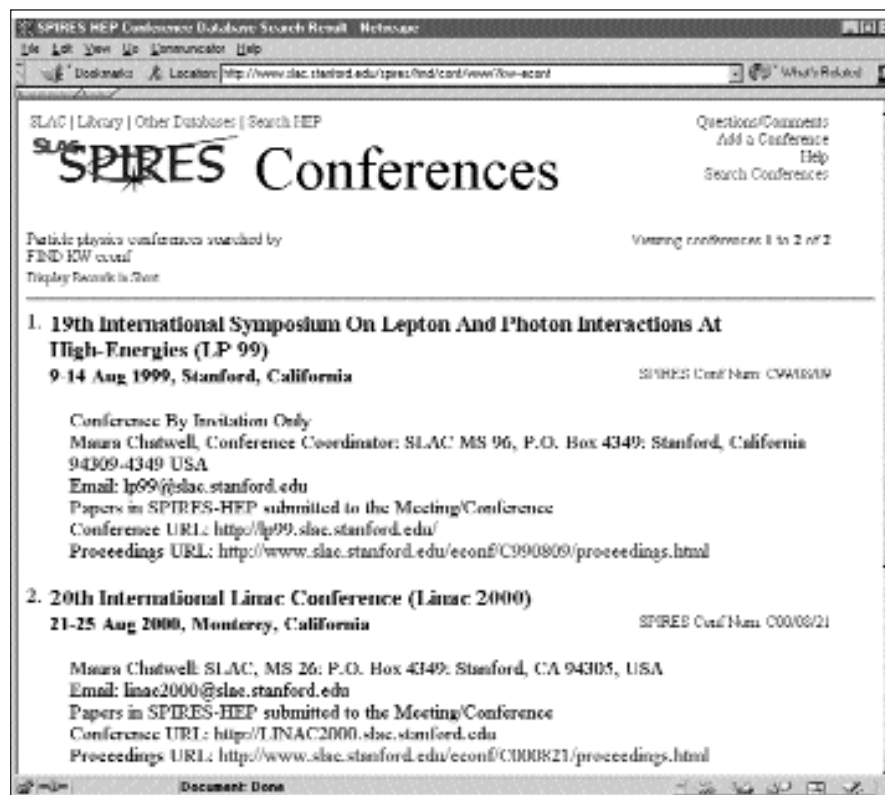 SPIRES HEP Conference Database Search Result - Netscape
File Edit View Go Communicator Help
Bookmarks Location: http://www.slac.stanford.edu/spires/find/conf/www?kw=econf What's Related
SLAC | Library | Other Databases | Search HEP
Questions/Comments
Add a Conference
Help
Search Conferences
SLAC SPIRES Conferences
Particle physics conferences searched by
FIND KW econf
Display Records in Short
Viewing conferences 1 to 2 of 2
1. 19th International Symposium On Lepton And Photon Interactions At
High-Energies (LP 99)
9-14 Aug 1999, Stanford, California SPIRES Conf Num: C99/08/09
Conference By Invitation Only
Maura Chatwell, Conference Coordinator: SLAC MS 96, P.O. Box 4349: Stanford, California
94309-4349 USA
Email: lp99@slac.stanford.edu
Papers in SPIRES-HEP submitted to the Meeting/Conference
Conference URL: http://lp99.slac.stanford.edu/
Proceedings URL: http://www.slac.stanford.edu/econf/C990809/proceedings.html
2. 20th International Linac Conference (Linac 2000)
21-25 Aug 2000, Monterey, California SPIRES Conf Num: C00/08/21
Maura Chatwell: SLAC, MS 26: P.O. Box 4349: Stanford, CA 94305, USA
Email: linac2000@slac.stanford.edu
Papers in SPIRES-HEP submitted to the Meeting/Conference
Conference URL: http://LINAC2000.slac.stanford.edu
Proceedings URL: http://www.slac.stanford.edu/econf/C000821/proceedings.html
Document: Done